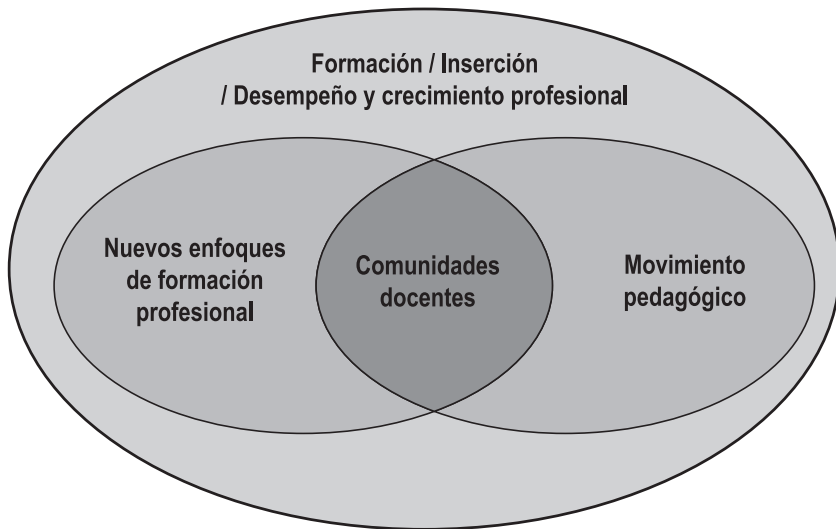 Formación / Inserción
/ Desempeño y crecimiento profesional
Nuevos enfoques
de formación
profesional
Comunidades
docentes
Movimiento
pedagógico